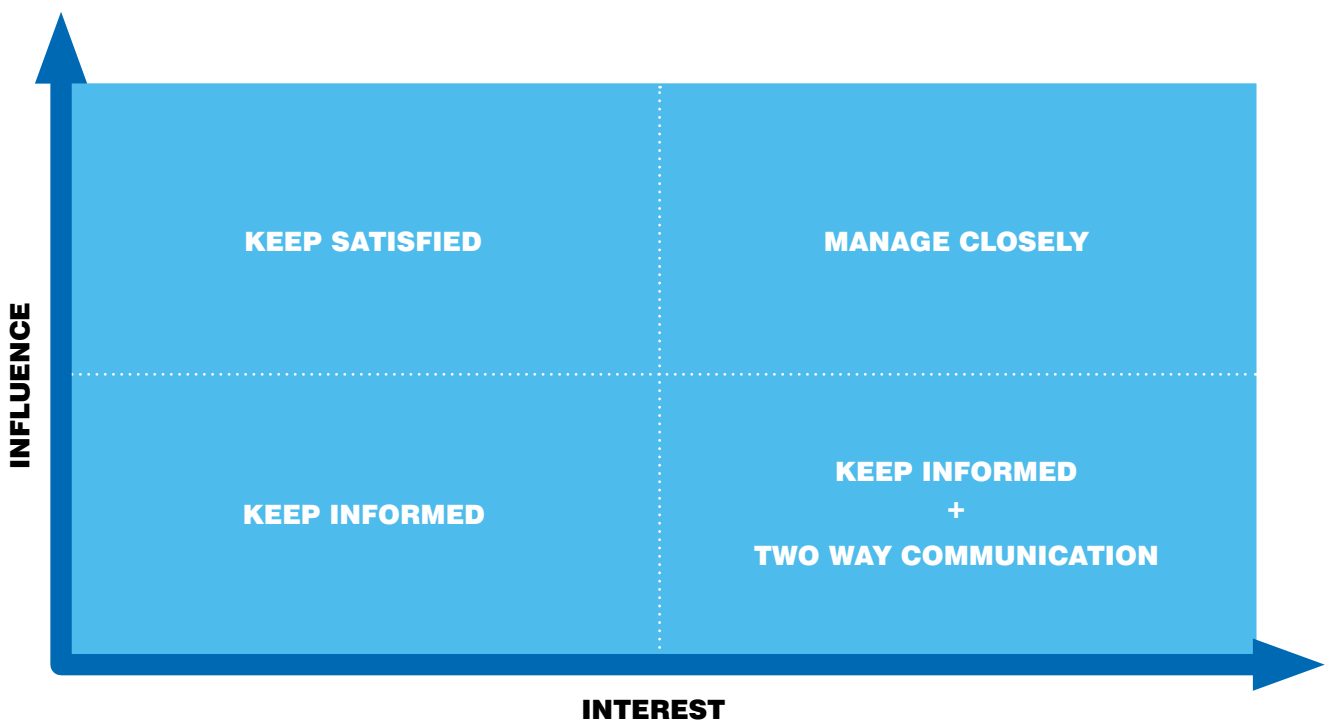 KEEP SATISFIED
MANAGE CLOSELY
INFLUENCE
KEEP INFORMED
KEEP INFORMED
+
TWO WAY COMMUNICATION
INTEREST